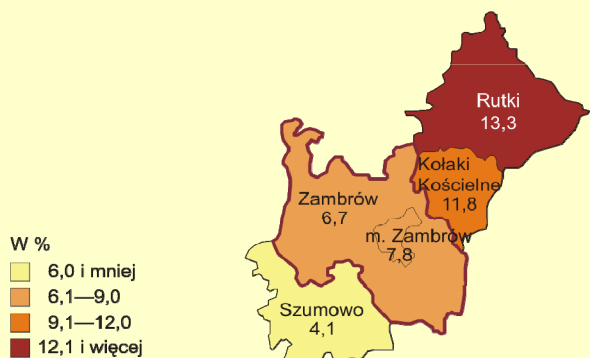 Rutki
13,3
Kołaki
Kościelne
11,8
Zambrów
6,7
m. Zambrów
7,8
Szumowo
4,1
W %
6,0 i mniej
6,1—9,0
9,1—12,0
12,1 i więcej